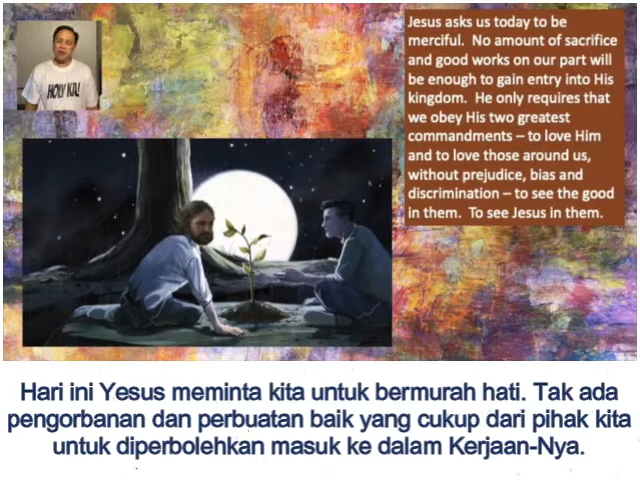 HOLY KA!
Jesus asks us today to be
merciful. No amount of sacrifice
and good works on our part will
be enough to gain entry into His
kingdom. He only requires that
we obey His two greatest
commandments – to love Him
and to love those around us,
without prejudice, bias and
discrimination – to see the good
in them. To see Jesus in them.
Hari ini Yesus meminta kita untuk bermurah hati. Tak ada
pengorbanan dan perbuatan baik yang cukup dari pihak kita
untuk diperbolehkan masuk ke dalam Kerjaan-Nya.